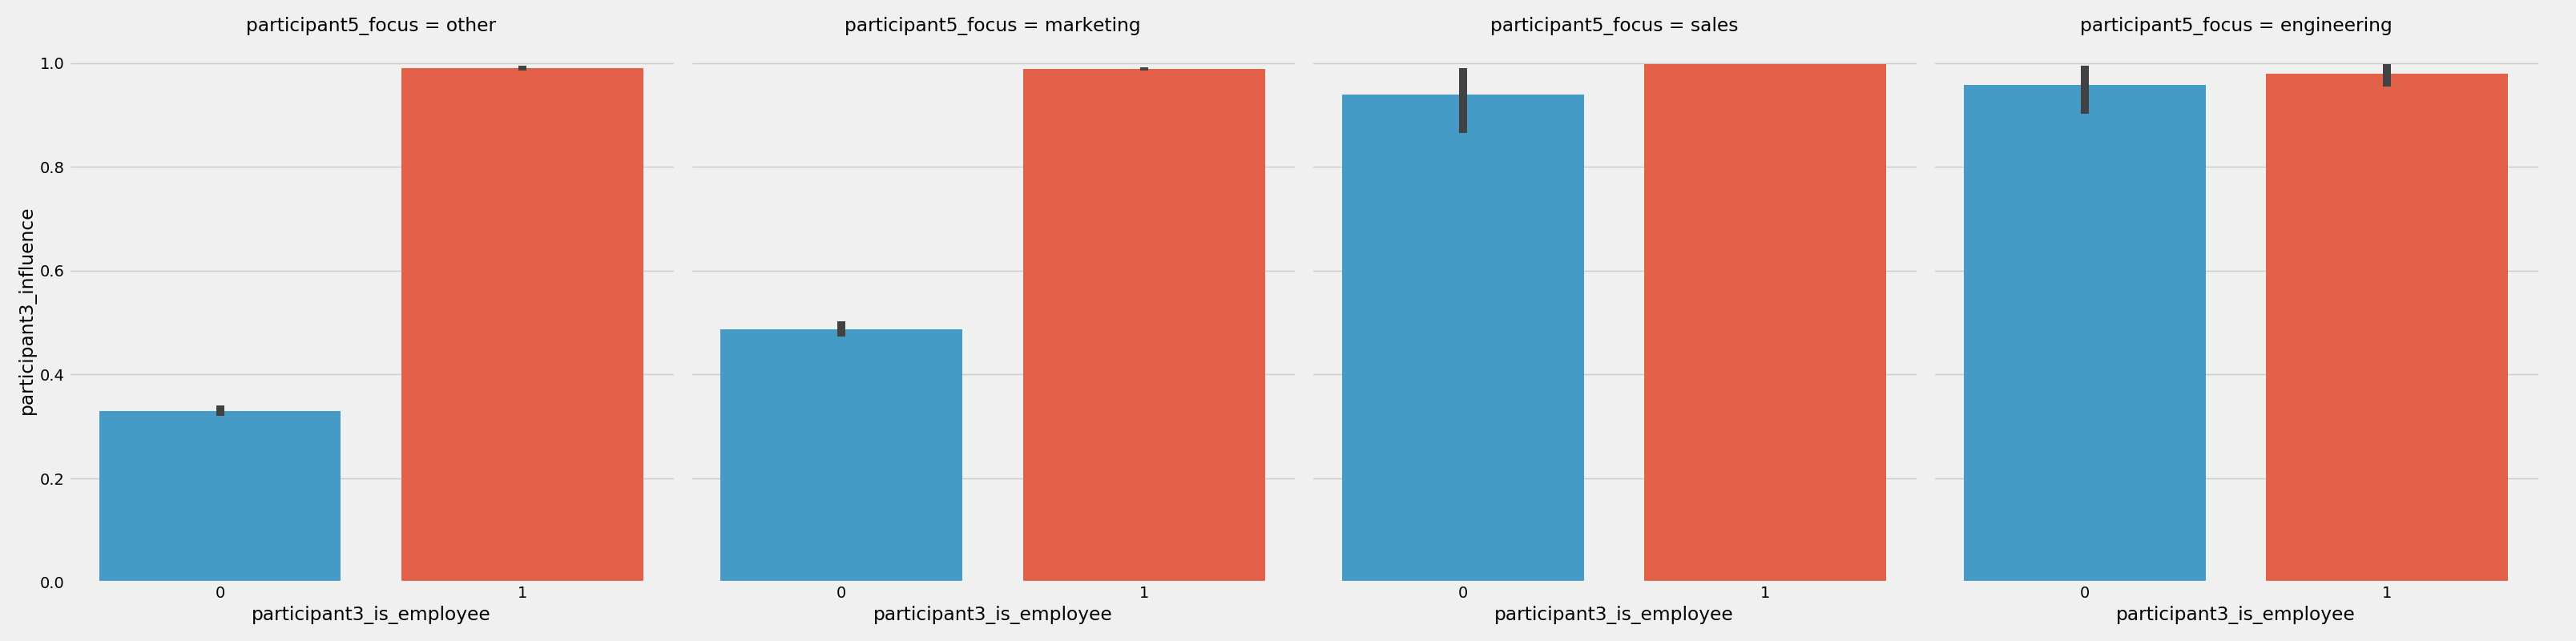 participant5_focus = other
participant5_focus = marketing
participant5_focus = sales
participant5_focus = engineering
participant3_influence
1.0
0.8
0.6
0.4
0.2
0.0
0 1
0 1
0 1
0 1
participant3_is_employee
participant3_is_employee
participant3_is_employee
participant3_is_employee